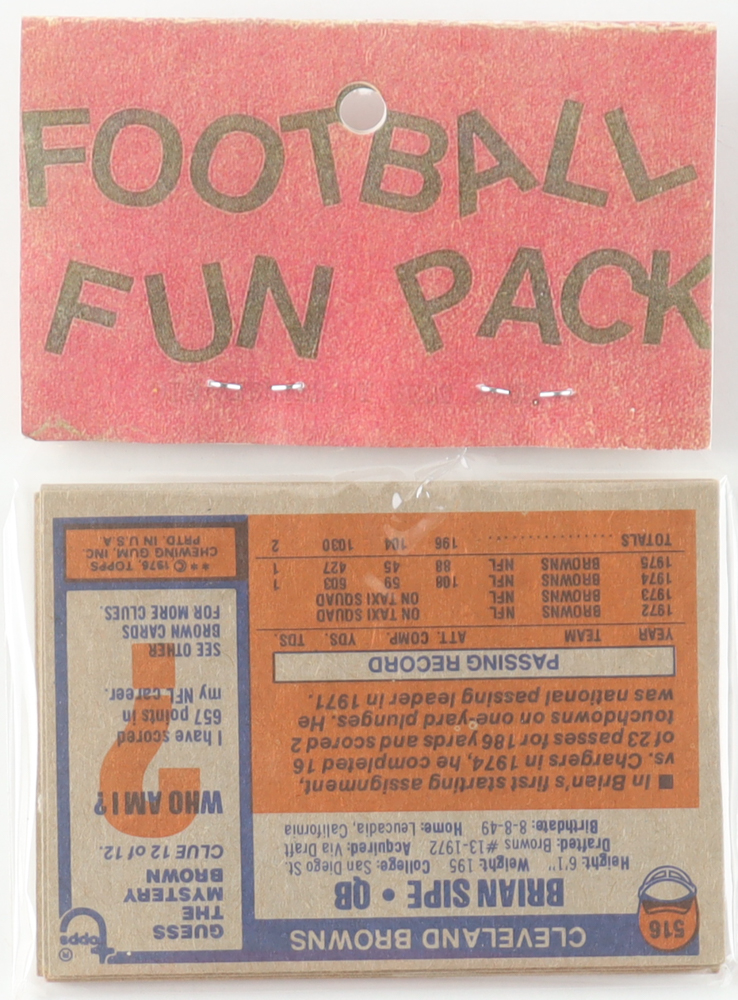 FOOTBALL
FUN PACK
516
CLEVELAND BROWNS
BRIAN SIPE • QB
Height: 6'1" Weight: 195 College: San Diego St.
Drafted: Browns #13-1972 Acquired: Via Draft
Birthdate: 8-8-49 Home: Leucadia, California
■ In Brian's first starting assignment,
vs. Chargers in 1974, he completed 16
of 23 passes for 186 yards and scored 2
touchdowns on one-yard plunges. He
was national passing leader in 1971.
PASSING RECORD
YEAR TEAM ATT. COMP. YDS. TDS.
1972 BROWNS NFL ON TAXI SQUAD
1973 BROWNS NFL ON TAXI SQUAD
1974 BROWNS NFL 108 59 603 1
1975 BROWNS NFL 88 45 427 1
TOTALS 196 104 1030 2
topps ®
GUESS
THE
MYSTERY
BROWN
CLUE 12 of 12.
WHO AM I?
?
I have scored
657 points in
my NFL career.
SEE OTHER
BROWN CARDS
FOR MORE CLUES.
** © 1976, TOPPS
CHEWING GUM, INC.
PRTD. IN U.S.A.